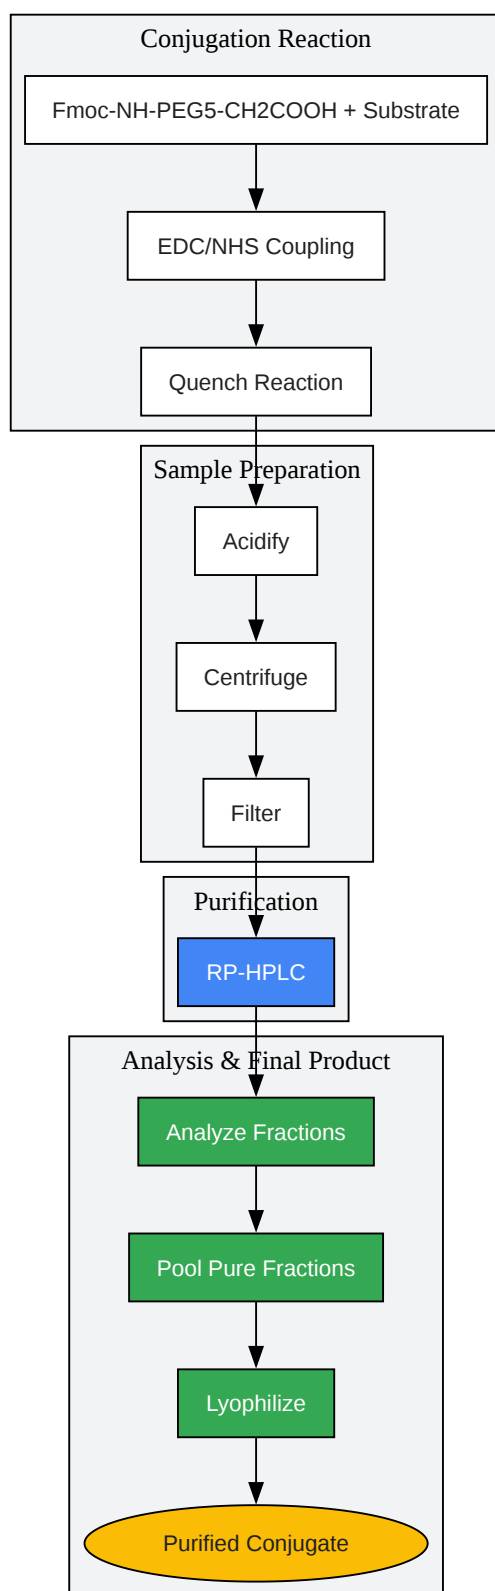 Conjugation Reaction
Fmoc-NH-PEG5-CH2COOH + Substrate
EDC/NHS Coupling
Quench Reaction
Sample Preparation
Acidify
Centrifuge
Filter
Purification
RP-HPLC
Analysis & Final Product
Analyze Fractions
Pool Pure Fractions
Lyophilize
Purified Conjugate